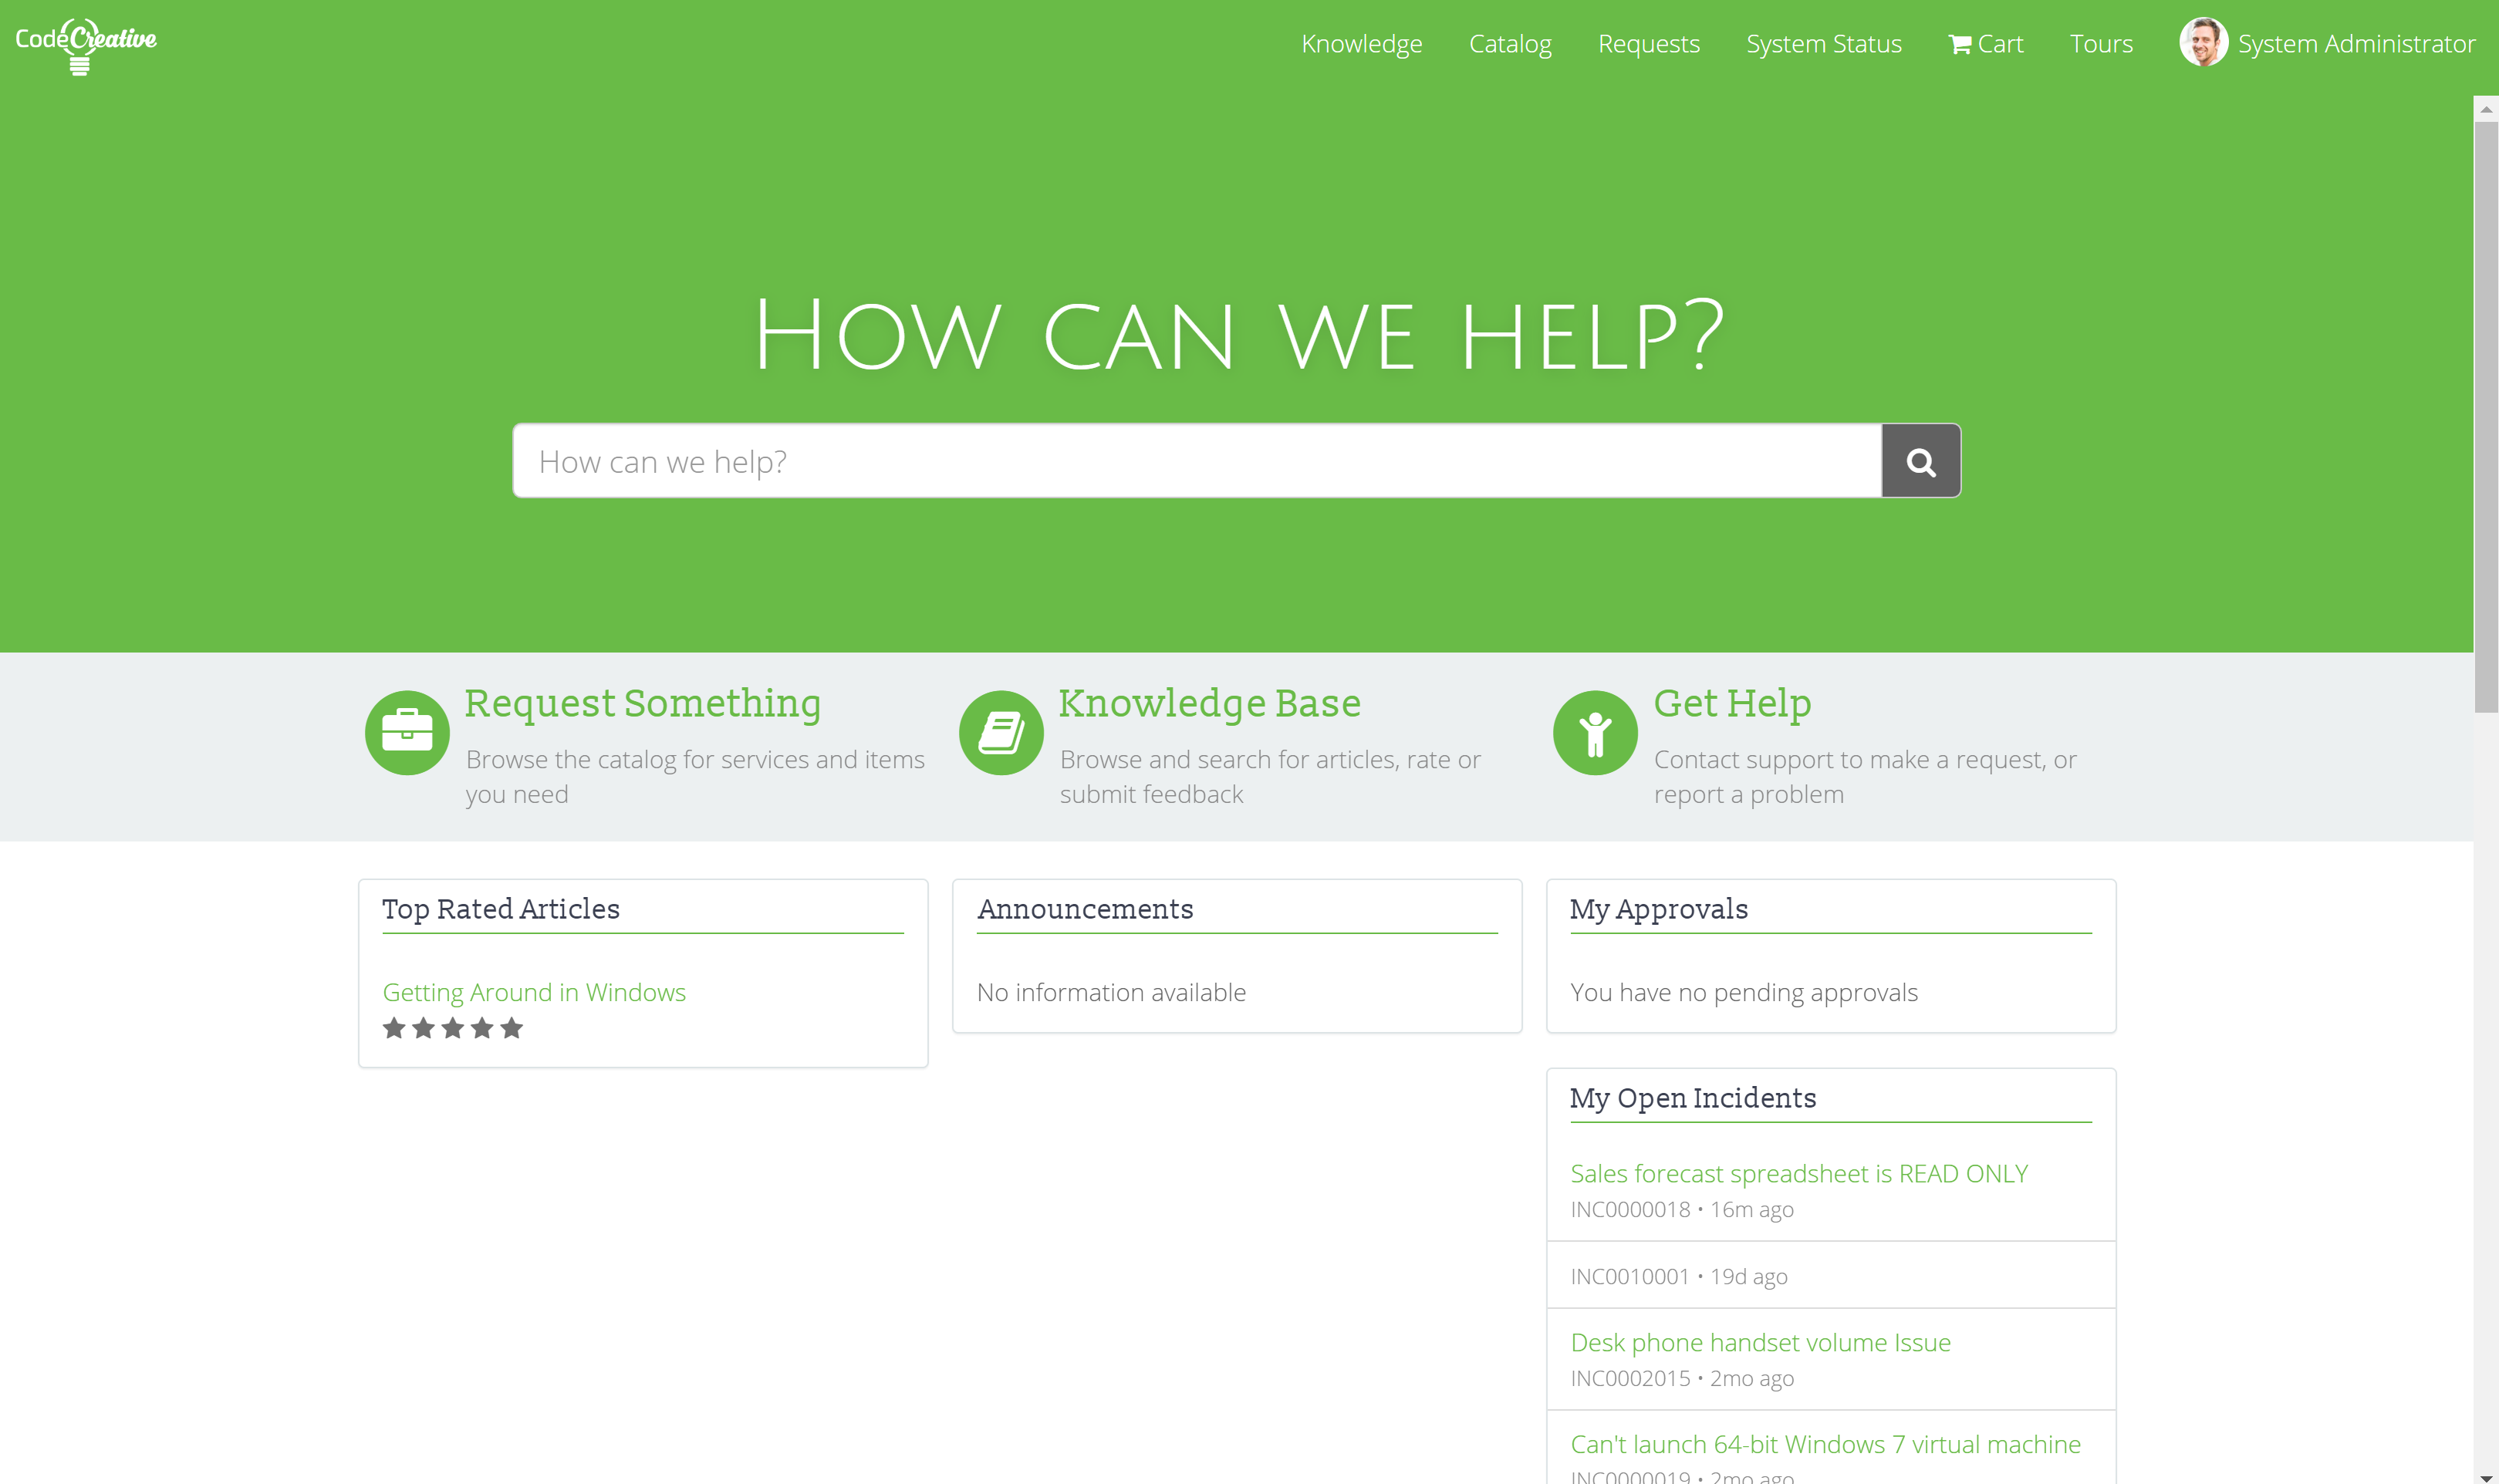 Code Creative
Knowledge
Catalog
Requests
System Status
Cart
Tours
System Administrator
How can we help?
How can we help?
Request Something
Browse the catalog for services and items
you need
Knowledge Base
Browse and search for articles, rate or
submit feedback
Get Help
Contact support to make a request, or
report a problem
Top Rated Articles
Getting Around in Windows
Announcements
No information available
My Approvals
You have no pending approvals
My Open Incidents
Sales forecast spreadsheet is READ ONLY
INC0000018 • 16m ago
INC0010001 • 19d ago
Desk phone handset volume Issue
INC0002015 • 2mo ago
Can't launch 64-bit Windows 7 virtual machine
INC0000019 • 2mo ago